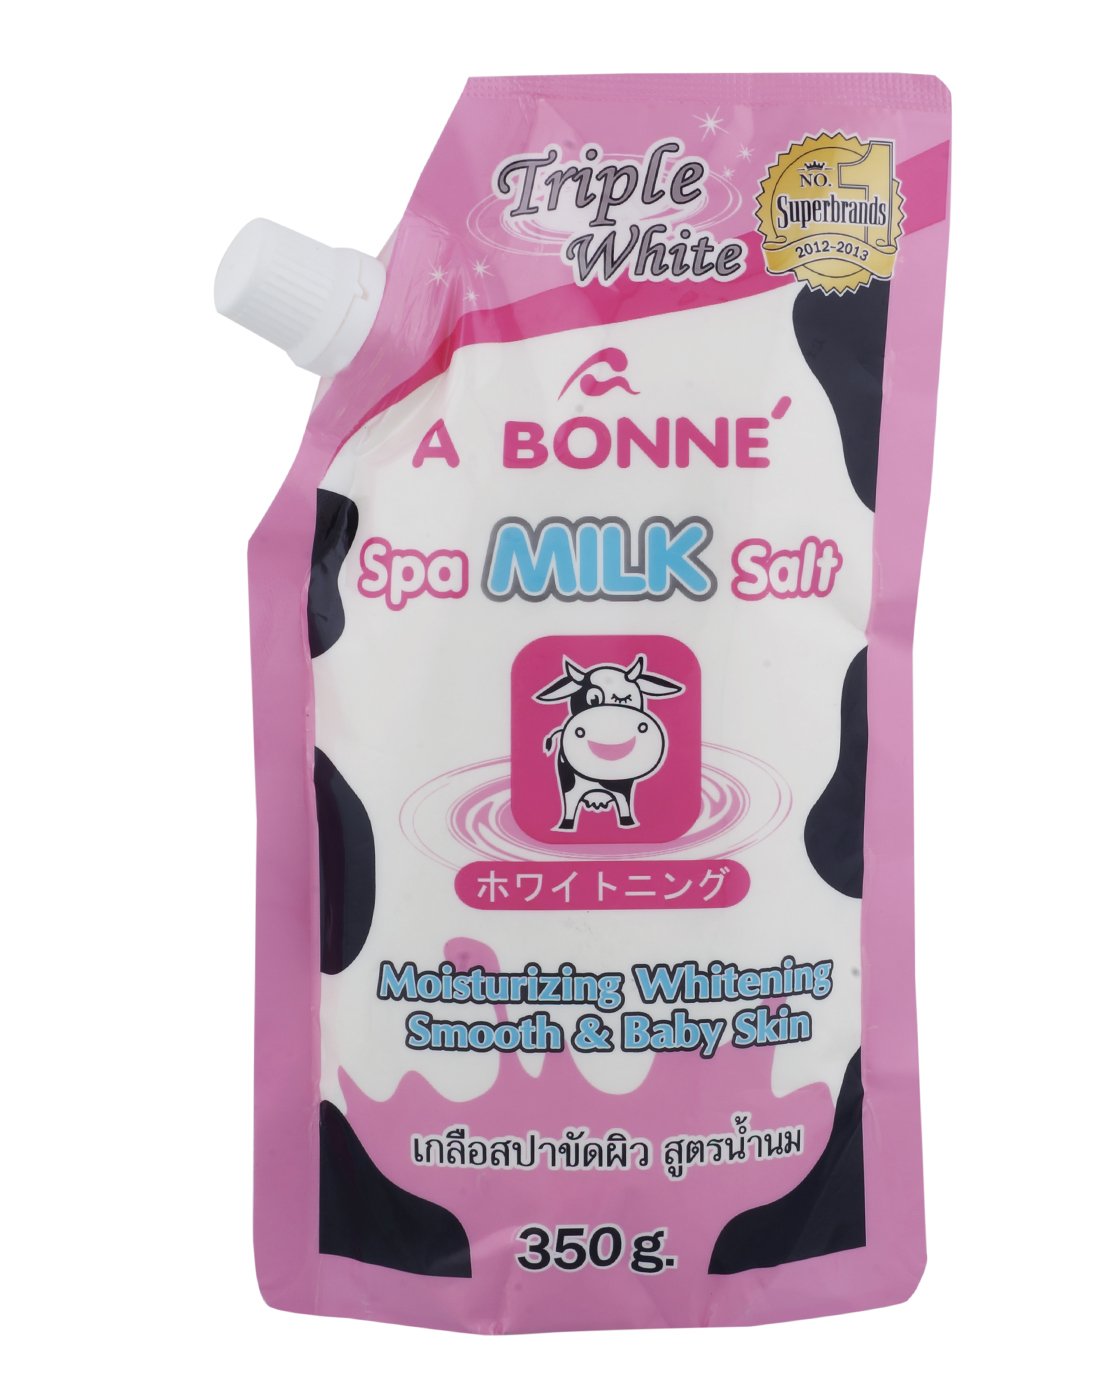 Triple
White
NO. 1
Superbrands
2012-2013
A BONNÉ
Spa MILK Salt
ホワイトニング
Moisturizing Whitening
Smooth & Baby Skin
เกลือสปาขัดผิว สูตรน้ำนม
350 g.